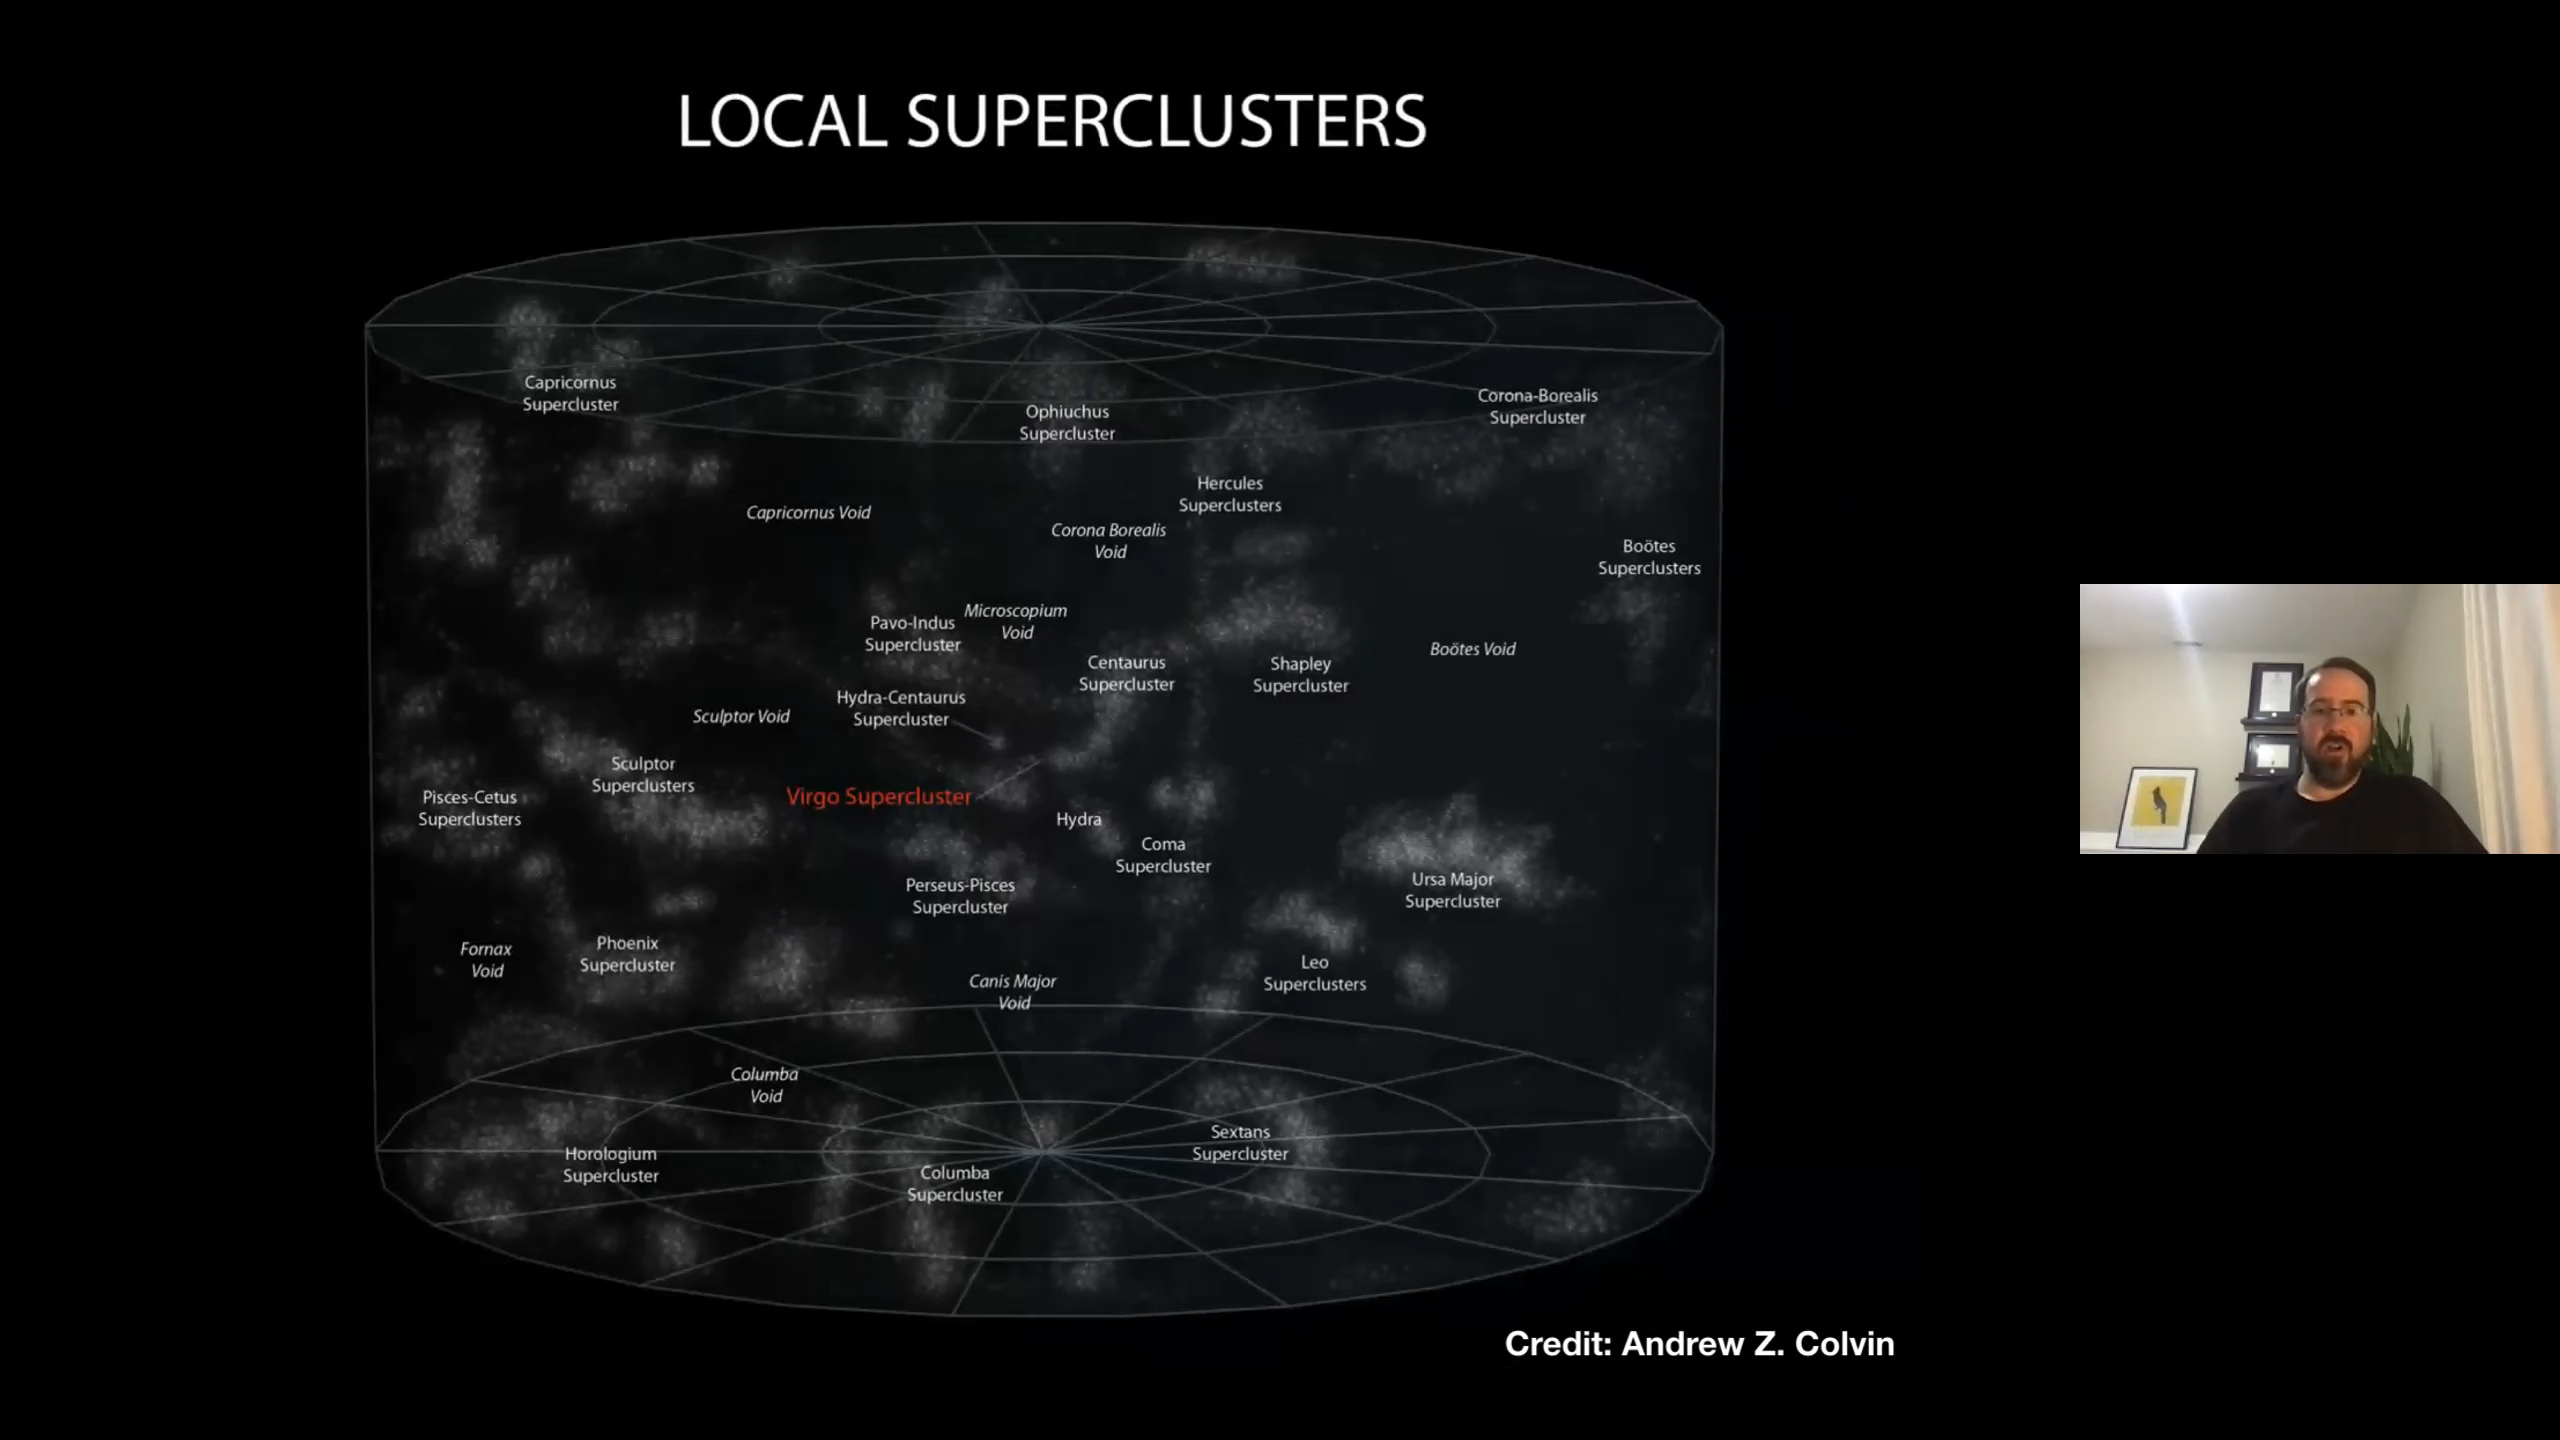 LOCAL SUPERCLUSTERS
Capricornus
Supercluster
Ophiuchus
Supercluster
Corona-Borealis
Supercluster
Hercules
Superclusters
Capricornus Void
Corona Borealis
Void
Boötes
Superclusters
Pavo-Indus
Supercluster
Microscopium
Void
Centaurus
Supercluster
Shapley
Supercluster
Boötes Void
Hydra-Centaurus
Supercluster
Sculptor Void
Sculptor
Superclusters
Pisces-Cetus
Superclusters
Virgo Supercluster
Hydra
Coma
Supercluster
Perseus-Pisces
Supercluster
Ursa Major
Supercluster
Fornax
Void
Phoenix
Supercluster
Canis Major
Void
Leo
Superclusters
Columba
Void
Horologium
Supercluster
Columba
Supercluster
Sextans
Supercluster
Credit: Andrew Z. Colvin